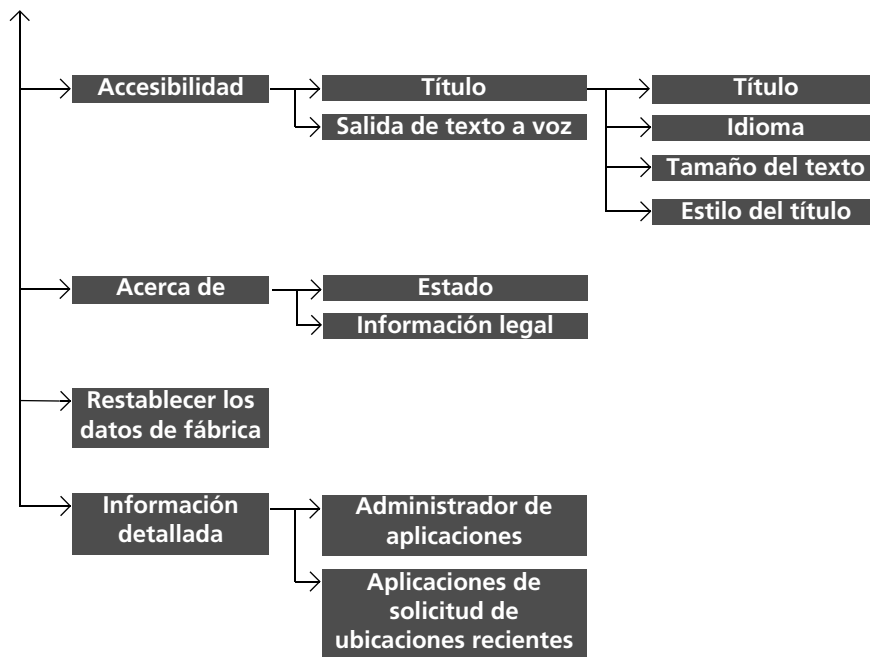 Accesibilidad
Título
Título
Salida de texto a voz
Idioma
Tamaño del texto
Estilo del título
Acerca de
Estado
Información legal
Restablecer los
datos de fábrica
Información
detallada
Administrador de
aplicaciones
Aplicaciones de
solicitud de
ubicaciones recientes